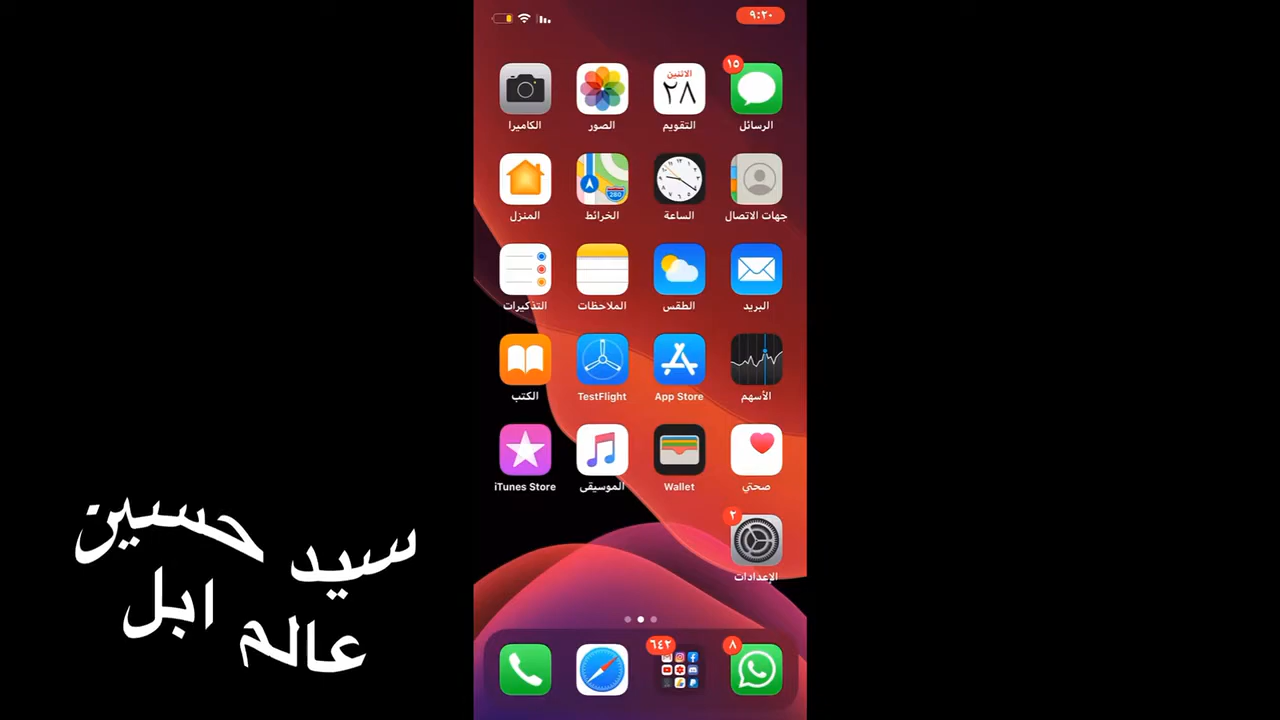 ٩:٢٠
١٥
الاثنين
٢٨
الرسائل
التقويم
الصور
الكاميرا
جهات الاتصال
الساعة
الخرائط
280
المنزل
البريد
الطقس
الملاحظات
التذكيرات
الأسهم
App Store
TestFlight
الكتب
صحتي
Wallet
الموسيقى
iTunes Store
٢
الإعدادات
٨
٦٤٢
سيد حسين
عالم ابل